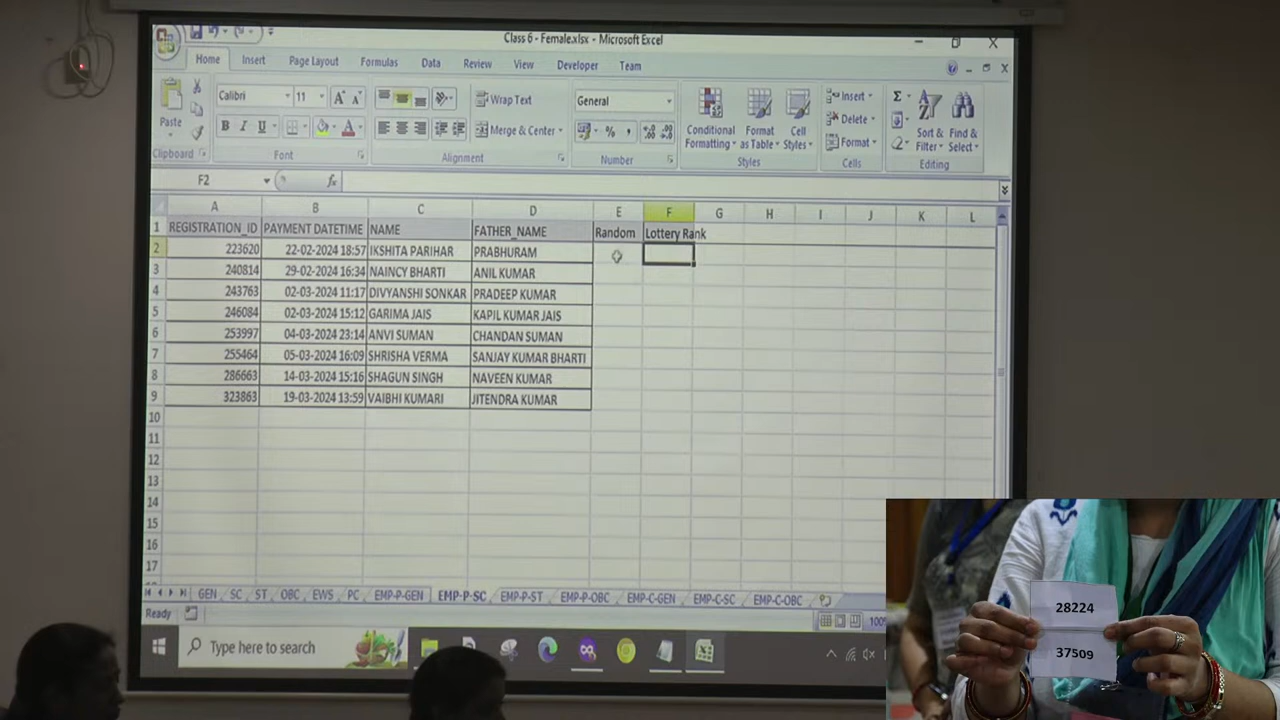 Class 6 - Female.xlsx - Microsoft Excel
Home Insert Page Layout Formulas Data Review View Developer Team
Paste
Clipboard
Calibri 11 A A
B I U A
Font
Wrap Text
Merge & Center
Alignment
General
% ,
Number
Conditional Formatting
Format as Table
Cell Styles
Styles
Insert
Delete
Format
Cells
Σ
Sort & Filter
Find & Select
Editing
F2 fx
A B C D E F G H I J K L
1 REGISTRATION_ID PAYMENT DATETIME NAME FATHER_NAME Random Lottery Rank
2 223620 22-02-2024 18:57 IKSHITA PARIHAR PRABHURAM
3 240814 29-02-2024 16:34 NAINCY BHARTI ANIL KUMAR
4 243763 02-03-2024 11:17 DIVYANSHI SONKAR PRADEEP KUMAR
5 246084 02-03-2024 15:12 GARIMA JAIS KAPIL KUMAR JAIS
6 253997 04-03-2024 23:14 ANVI SUMAN CHANDAN SUMAN
7 255464 05-03-2024 16:09 SHRISHA VERMA SANJAY KUMAR BHARTI
8 286663 14-03-2024 15:16 SHAGUN SINGH NAVEEN KUMAR
9 323863 19-03-2024 13:59 VAIBHI KUMARI JITENDRA KUMAR
10
11
12
13
14
15
16
17
GEN SC ST OBC EWS PC EMP-P-GEN EMP-P-SC EMP-P-ST EMP-P-OBC EMP-C-GEN EMP-C-SC EMP-C-OBC
Ready
Type here to search
28224
37509